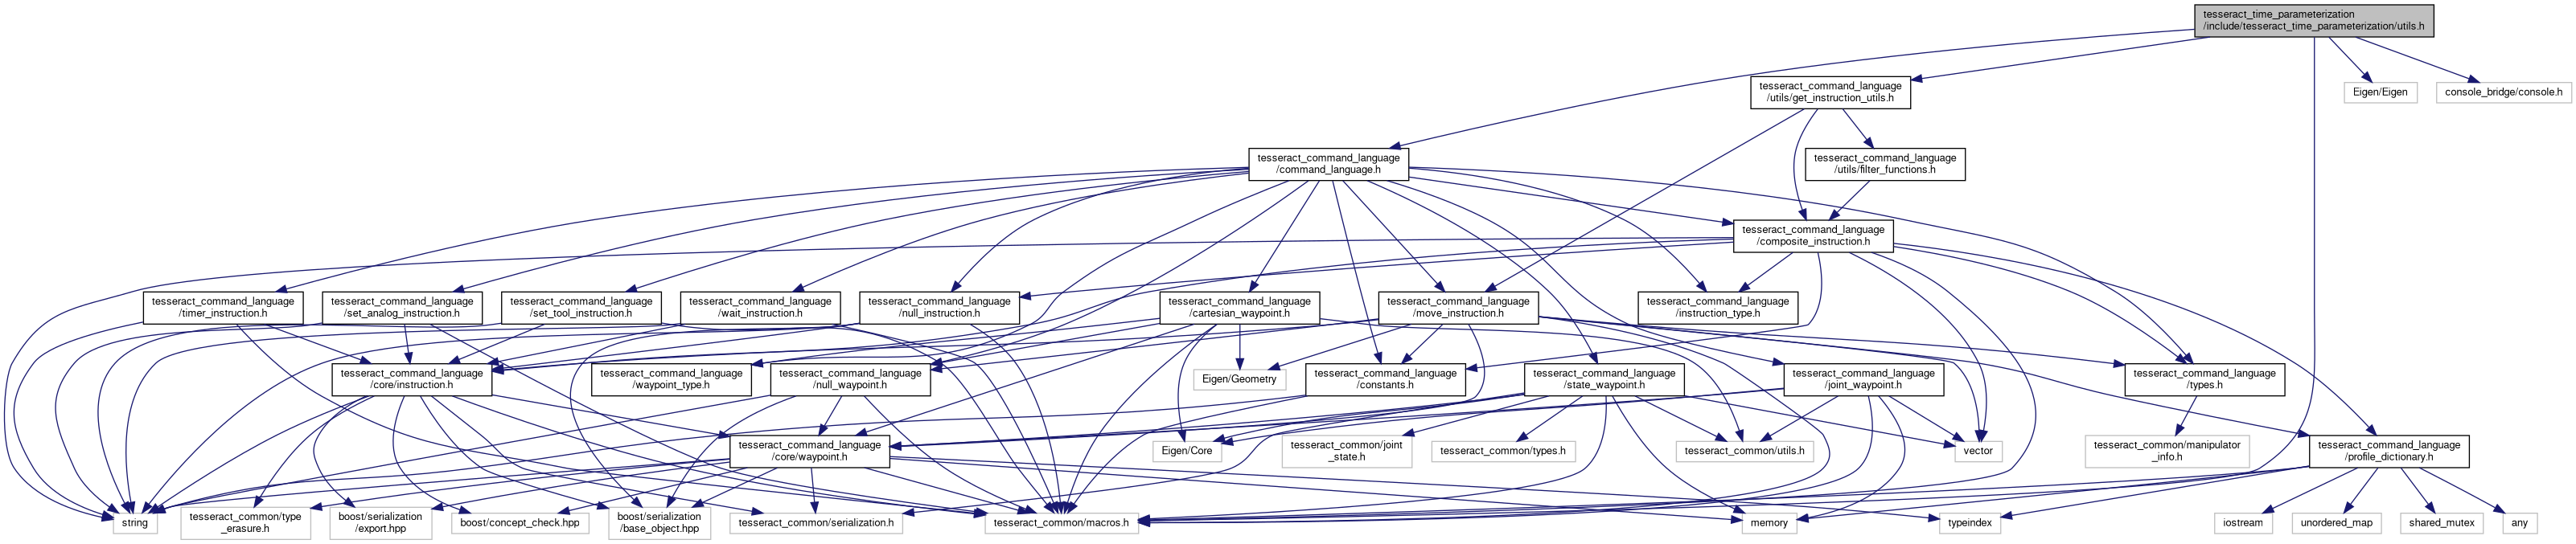 tesseract_time_parameterization
/include/tesseract_time_parameterization/utils.h
tesseract_command_language
/utils/get_instruction_utils.h
Eigen/Eigen
console_bridge/console.h
tesseract_command_language
/command_language.h
tesseract_command_language
/utils/filter_functions.h
tesseract_command_language
/composite_instruction.h
tesseract_command_language
/timer_instruction.h
tesseract_command_language
/set_analog_instruction.h
tesseract_command_language
/set_tool_instruction.h
tesseract_command_language
/wait_instruction.h
tesseract_command_language
/null_instruction.h
tesseract_command_language
/cartesian_waypoint.h
tesseract_command_language
/move_instruction.h
tesseract_command_language
/instruction_type.h
tesseract_command_language
/core/instruction.h
tesseract_command_language
/waypoint_type.h
tesseract_command_language
/null_waypoint.h
Eigen/Geometry
tesseract_command_language
/constants.h
tesseract_command_language
/state_waypoint.h
tesseract_command_language
/joint_waypoint.h
tesseract_command_language
/types.h
tesseract_command_language
/core/waypoint.h
Eigen/Core
tesseract_common/joint
_state.h
tesseract_common/types.h
tesseract_common/utils.h
vector
tesseract_common/manipulator
_info.h
tesseract_command_language
/profile_dictionary.h
string
tesseract_common/type
_erasure.h
boost/serialization
/export.hpp
boost/concept_check.hpp
boost/serialization
/base_object.hpp
tesseract_common/serialization.h
tesseract_common/macros.h
memory
typeindex
iostream
unordered_map
shared_mutex
any